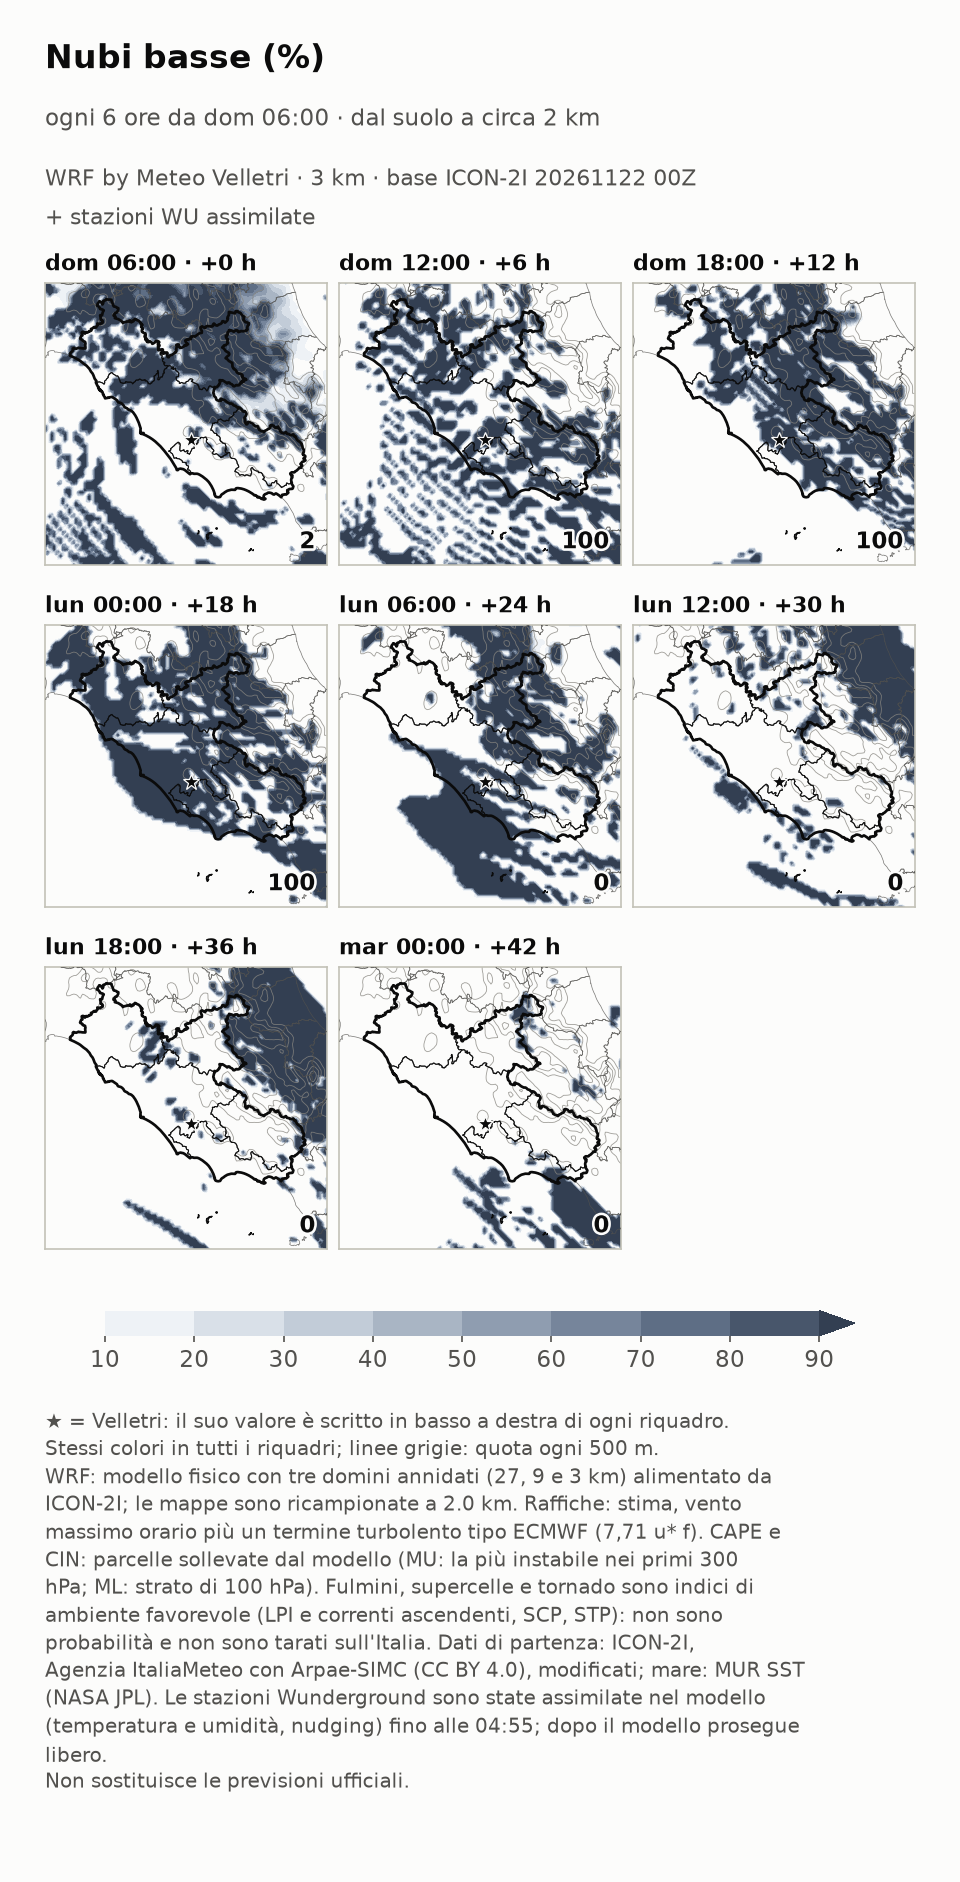 Nubi basse (%)
ogni 6 ore da dom 06:00 · dal suolo a circa 2 km
WRF by Meteo Velletri · 3 km · base ICON-2I 20261122 00Z
+ stazioni WU assimilate
dom 06:00 · +0 h
dom 12:00 · +6 h
dom 18:00 · +12 h
2
100
100
lun 00:00 · +18 h
lun 06:00 · +24 h
lun 12:00 · +30 h
100
0
0
lun 18:00 · +36 h
mar 00:00 · +42 h
0
0
10 20 30 40 50 60 70 80 90
★ = Velletri: il suo valore è scritto in basso a destra di ogni riquadro.
Stessi colori in tutti i riquadri; linee grigie: quota ogni 500 m.
WRF: modello fisico con tre domini annidati (27, 9 e 3 km) alimentato da
ICON-2I; le mappe sono ricampionate a 2.0 km. Raffiche: stima, vento
massimo orario più un termine turbolento tipo ECMWF (7,71 u* f). CAPE e
CIN: parcelle sollevate dal modello (MU: la più instabile nei primi 300
hPa; ML: strato di 100 hPa). Fulmini, supercelle e tornado sono indici di
ambiente favorevole (LPI e correnti ascendenti, SCP, STP): non sono
probabilità e non sono tarati sull'Italia. Dati di partenza: ICON-2I,
Agenzia ItaliaMeteo con Arpae-SIMC (CC BY 4.0), modificati; mare: MUR SST
(NASA JPL). Le stazioni Wunderground sono state assimilate nel modello
(temperatura e umidità, nudging) fino alle 04:55; dopo il modello prosegue
libero.
Non sostituisce le previsioni ufficiali.